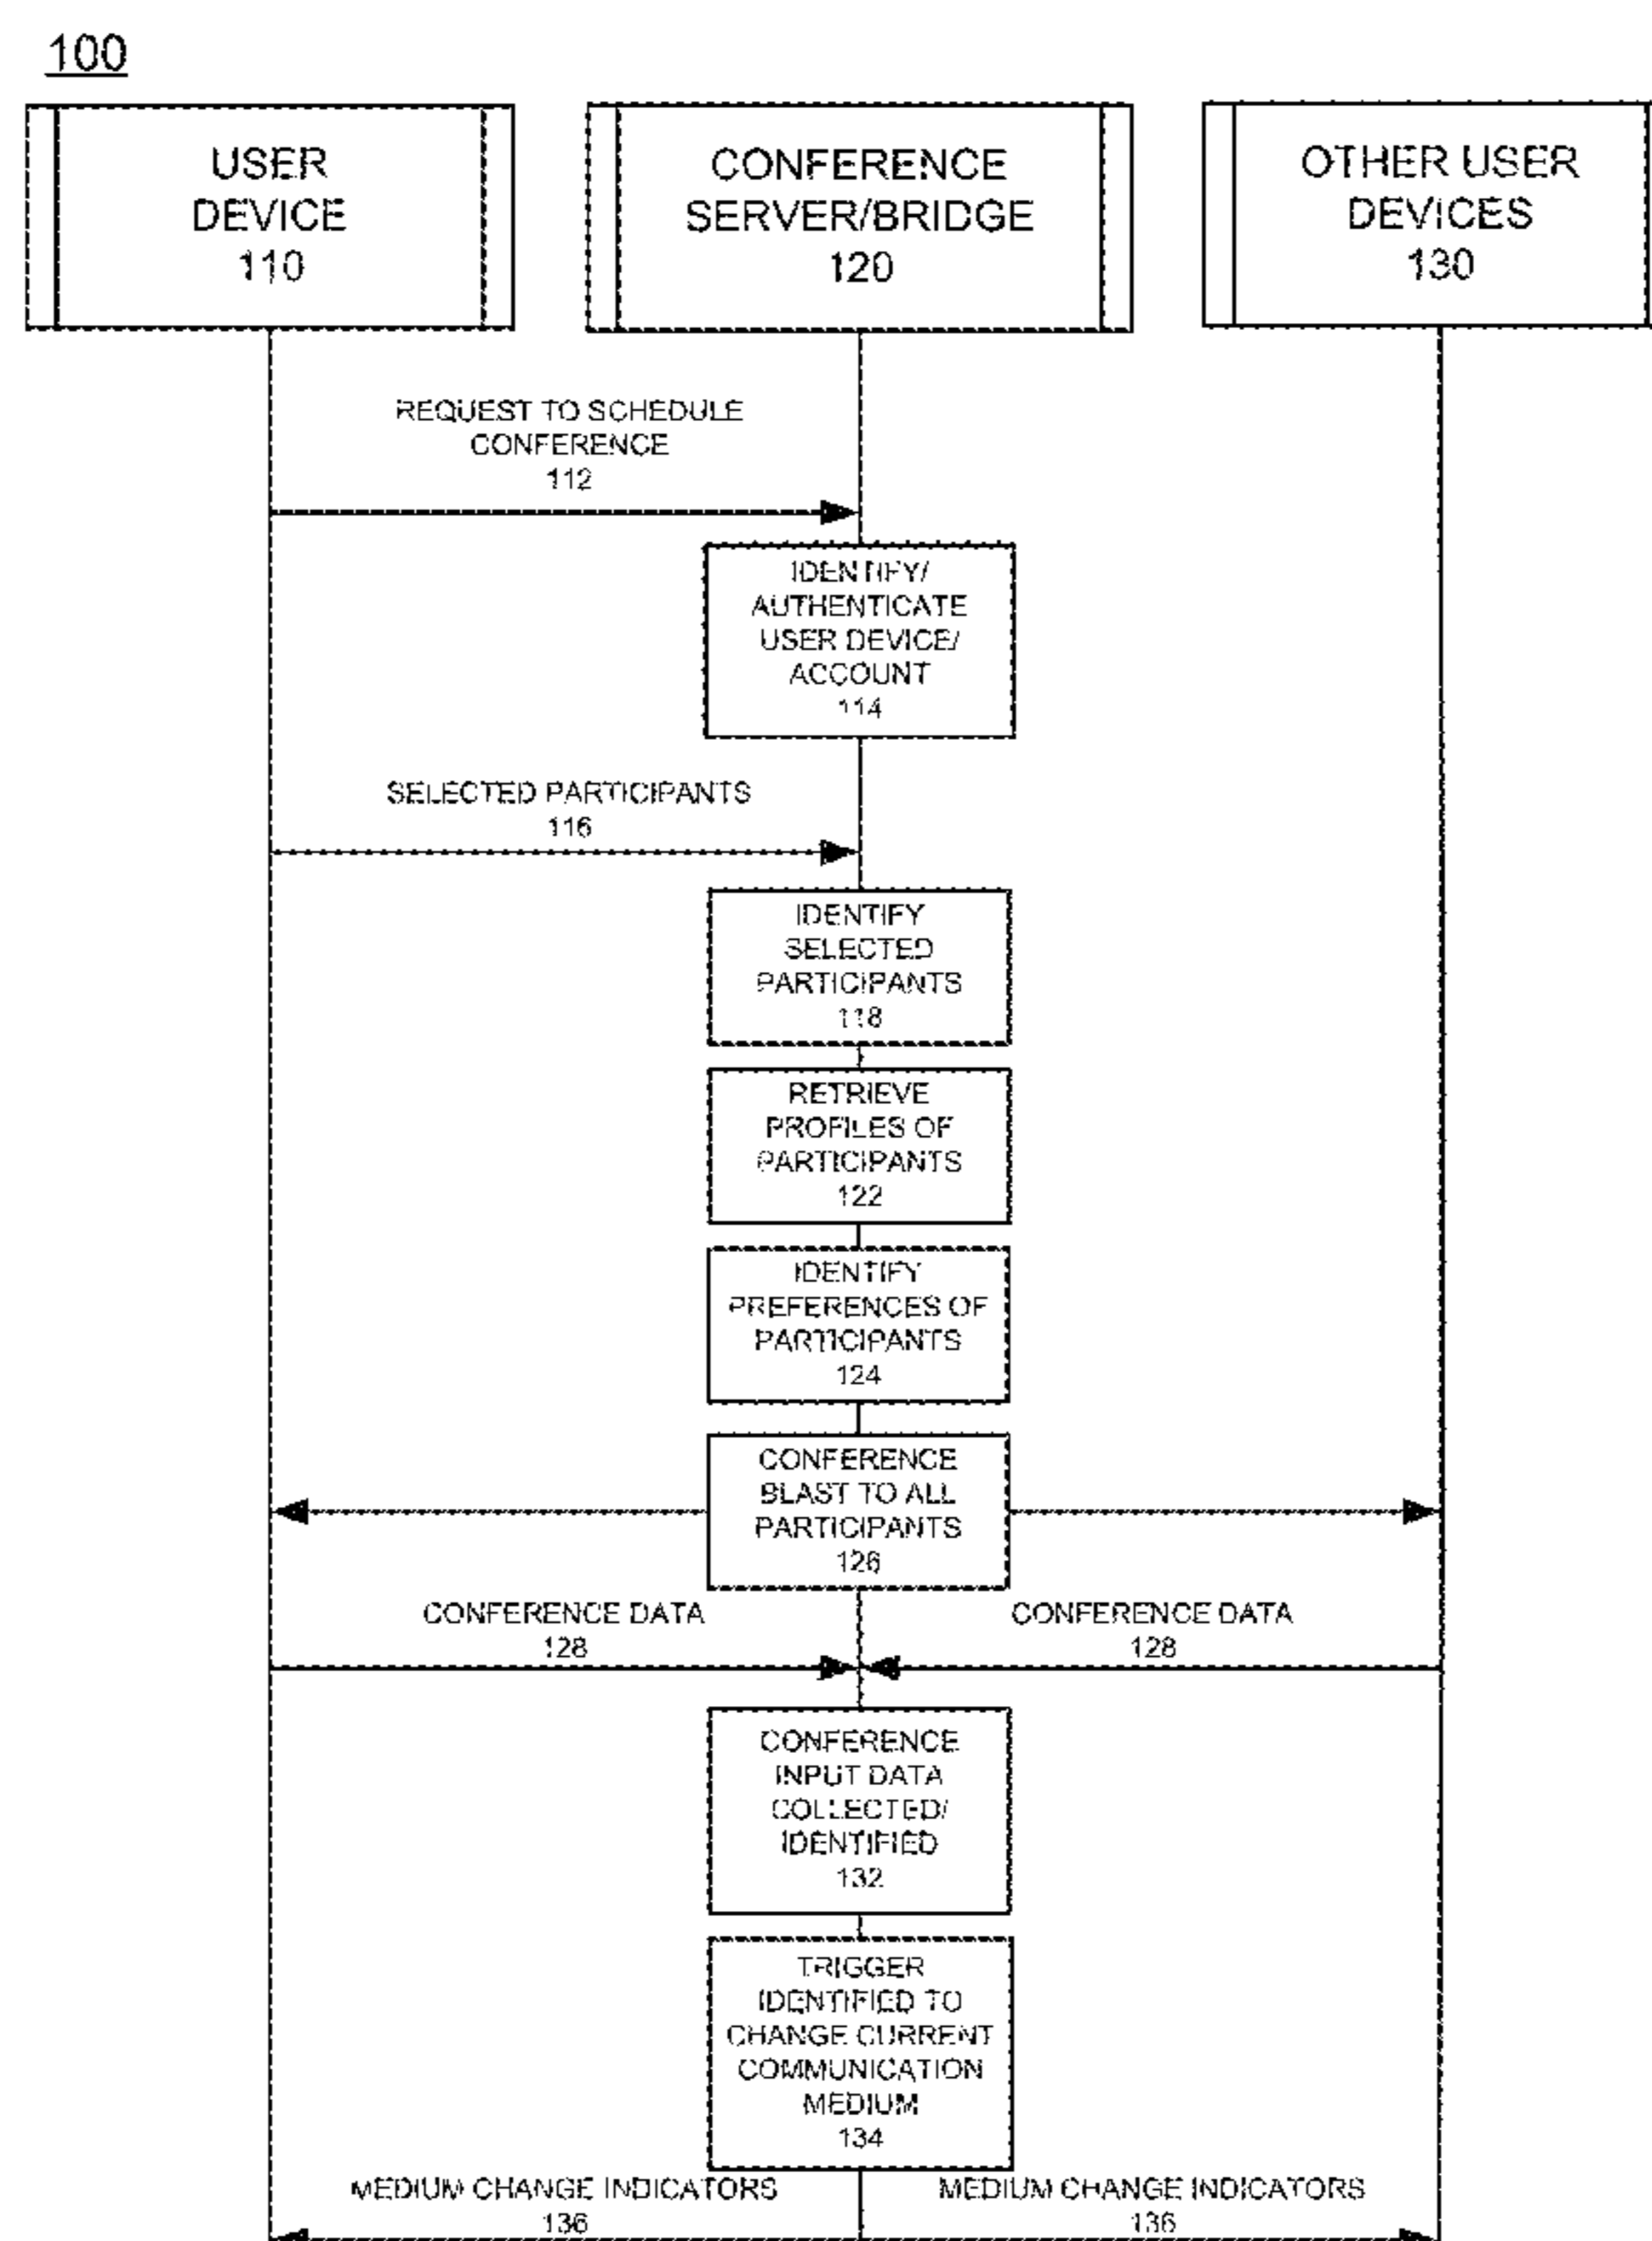 100
USER
DEVICE
110
CONFERENCE
SERVER/BRIDGE
120
OTHER USER
DEVICES
130
REQUEST TO SCHEDULE
CONFERENCE
112
IDENTIFY/
AUTHENTICATE
USER DEVICE/
ACCOUNT
114
SELECTED PARTICIPANTS
116
IDENTIFY
SELECTED
PARTICIPANTS
118
RETRIEVE
PROFILES OF
PARTICIPANTS
122
IDENTIFY
PREFERENCES OF
PARTICIPANTS
124
CONFERENCE
BLAST TO ALL
PARTICIPANTS
126
CONFERENCE DATA
128
CONFERENCE DATA
128
CONFERENCE
INPUT DATA
COLLECTED/
IDENTIFIED
132
TRIGGER
IDENTIFIED TO
CHANGE CURRENT
COMMUNICATION
MEDIUM
134
MEDIUM CHANGE INDICATORS
136
MEDIUM CHANGE INDICATORS
136